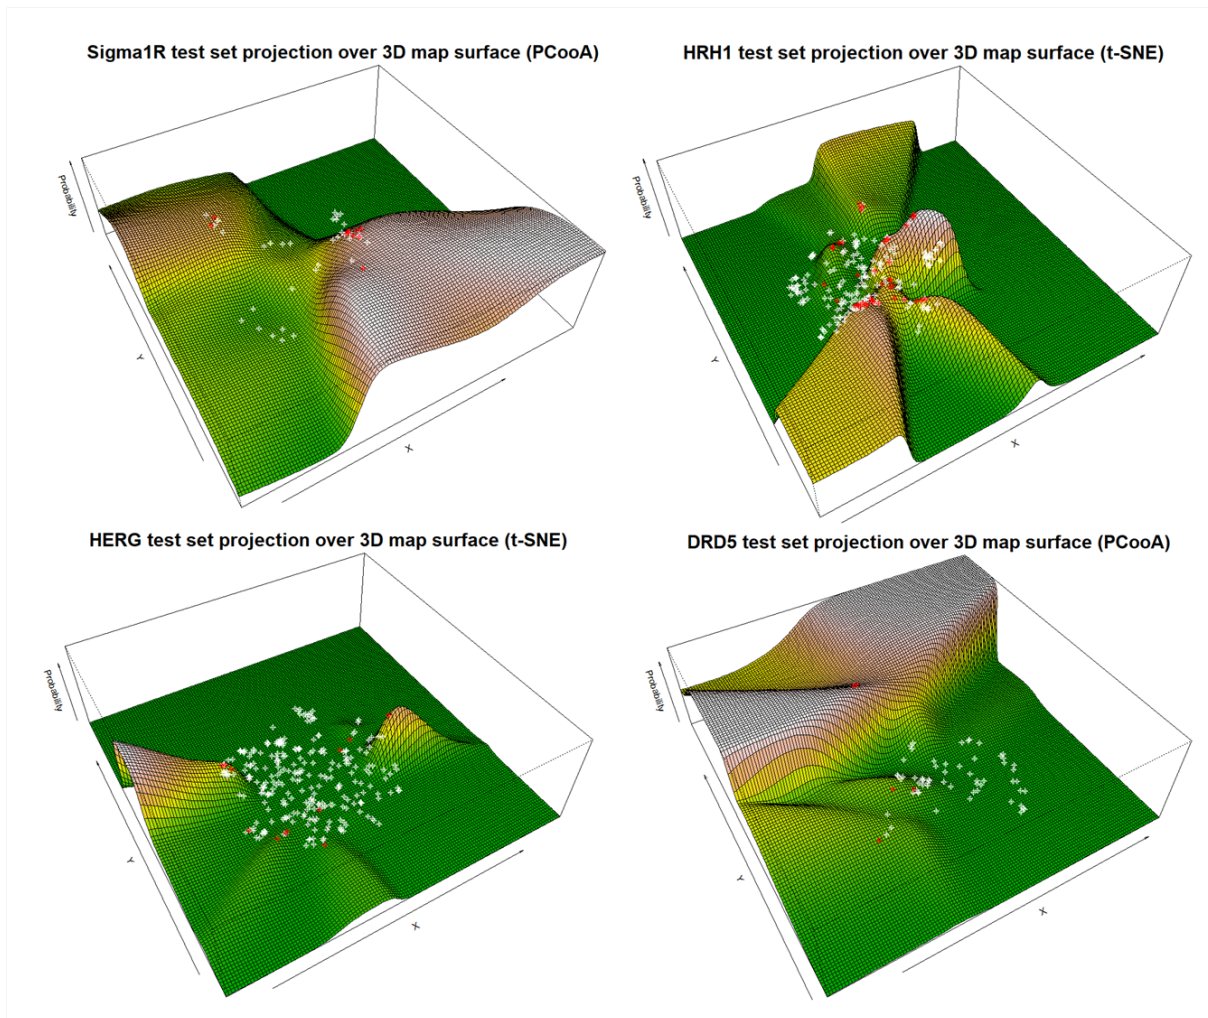 Sigma1R test set projection over 3D map surface (PCooA)
Probability
Y
X
HRH1 test set projection over 3D map surface (t-SNE)
Probability
Y
X
HERG test set projection over 3D map surface (t-SNE)
Probability
Y
X
DRD5 test set projection over 3D map surface (PCooA)
Probability
Y
X